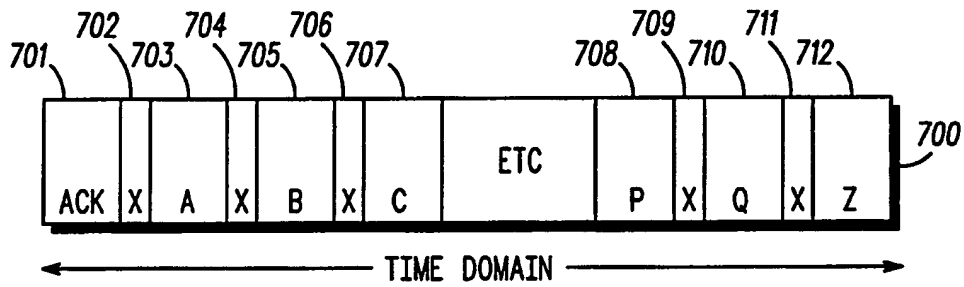 701 702 703 704 705 706 707 708 709 710 711 712
700
ACK X A X B X C ETC P X Q X Z
TIME DOMAIN